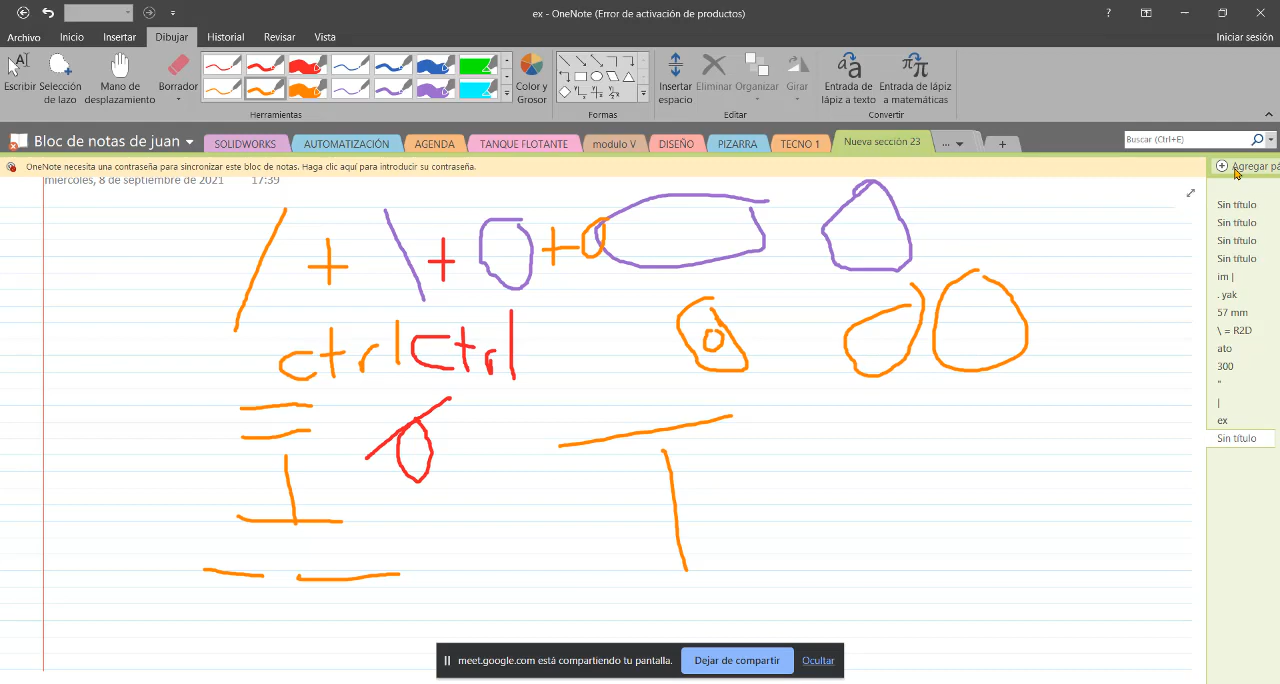 ex - OneNote (Error de activación de productos)
Archivo Inicio Insertar Dibujar Historial Revisar Vista Iniciar sesión
Escribir Selección de lazo Mano de desplazamiento Borrador Color y Grosor Insertar espacio Eliminar Organizar Girar Entrada de lápiz a texto Entrada de lápiz a matemáticas
Herramientas Formas Editar Convertir
Bloc de notas de juan SOLIDWORKS AUTOMATIZACIÓN AGENDA TANQUE FLOTANTE modulo V DISEÑO PIZARRA TECNO 1 Nueva sección 23 ... + Buscar (Ctrl+E)
OneNote necesita una contraseña para sincronizar este bloc de notas. Haga clic aquí para introducir su contraseña.
Agregar pá
miércoles, 8 de septiembre de 2021 17:39
Sin título
Sin título
Sin título
Sin título
im |
. yak
57 mm
\ = R2D
ato
300
"
|
ex
Sin título
/ + \ + 0 + o
ctrl ctrl
meet.google.com está compartiendo tu pantalla. Dejar de compartir Ocultar